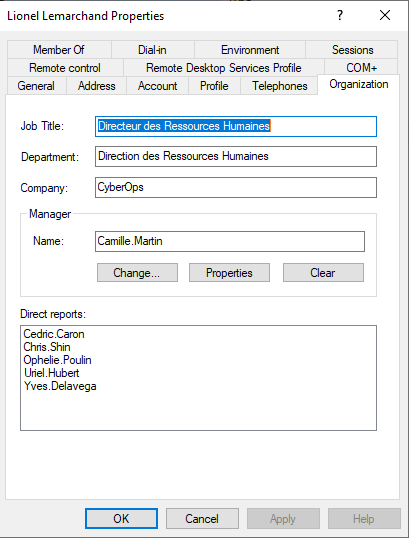 Lionel Lemarchand Properties
? X
Member Of Dial-in Environment Sessions
Remote control Remote Desktop Services Profile COM+
General Address Account Profile Telephones Organization
Job Title: Directeur des Ressources Humaines
Department: Direction des Ressources Humaines
Company: CyberOps
Manager
Name: Camille.Martin
Change... Properties Clear
Direct reports:
Cedric.Caron
Chris.Shin
Ophelie.Poulin
Uriel.Hubert
Yves.Delavega
OK Cancel Apply Help